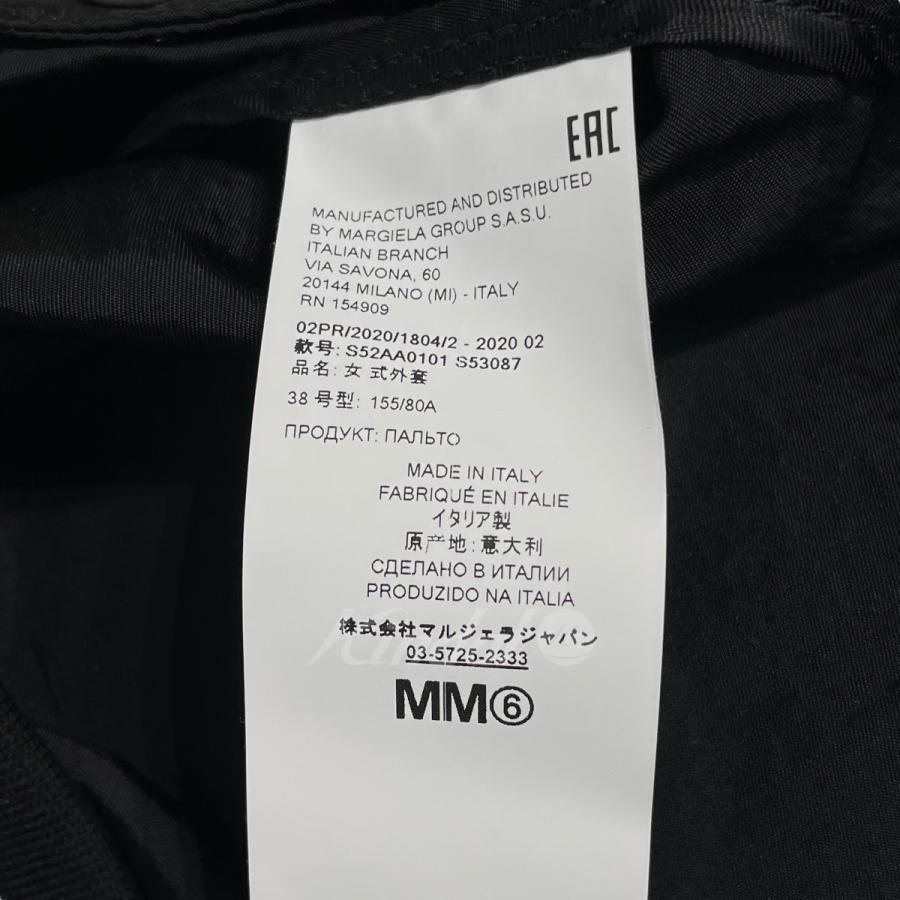 EAC
MANUFACTURED AND DISTRIBUTED
BY MARGIELA GROUP S.A.S.U.
ITALIAN BRANCH
VIA SAVONA, 60
20144 MILANO (MI) - ITALY
RN 154909
02PR/2020/1804/2 - 2020 02
款号: S52AA0101 S53087
品名: 女 式外套
38 号型: 155/80A
ПРОДУКТ: ПАЛЬТО
MADE IN ITALY
FABRIQUÉ EN ITALIE
イタリア製
原产地: 意大利
СДЕЛАНО В ИТАЛИИ
PRODUZIDO NA ITALIA
株式会社マルジェラジャパン
03-5725-2333
MM⑥